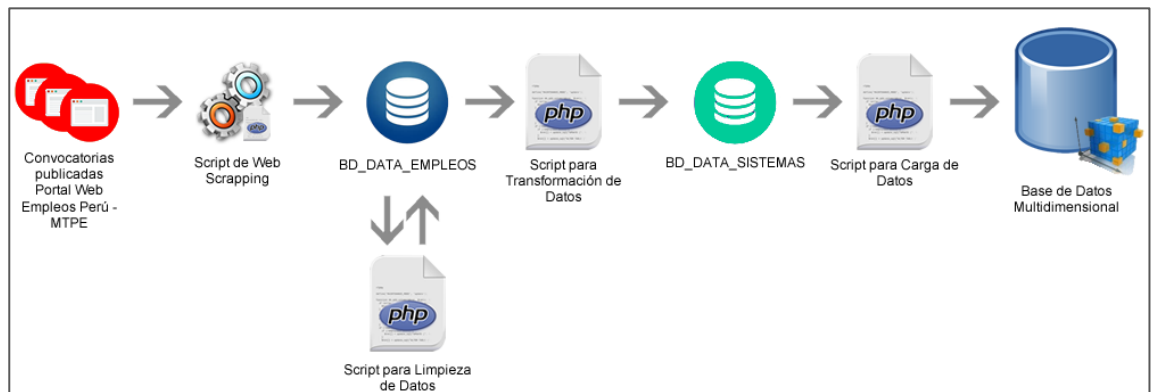 Convocatorias
publicadas
Portal Web
Empleos Perú -
MTPE
Script de Web
Scrapping
BD_DATA_EMPLEOS
php
Script para
Transformación de
Datos
BD_DATA_SISTEMAS
php
Script para Carga de
Datos
Base de Datos
Multidimensional
php
Script para Limpieza
de Datos